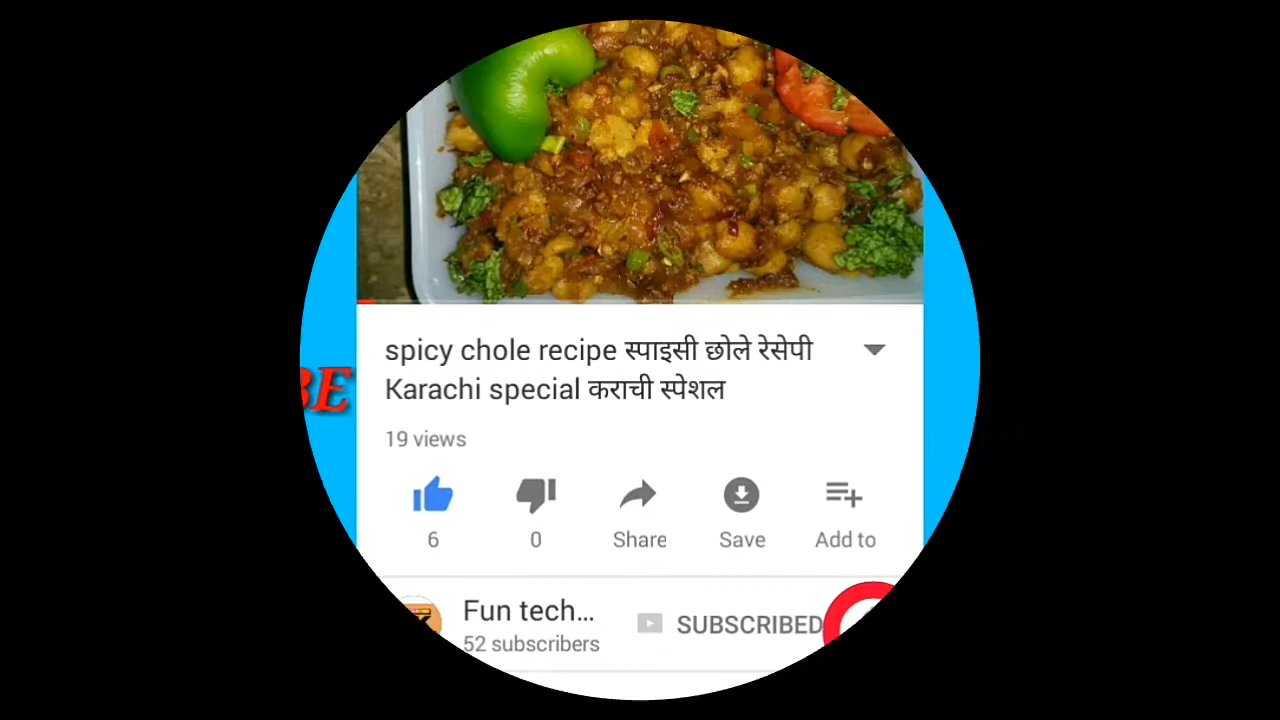 spicy chole recipe स्पाइसी छोले रेसेपी
Karachi special कराची स्पेशल
BE
19 views
6
0
Share
Save
Add to
Fun tech...
SUBSCRIBED
52 subscribers